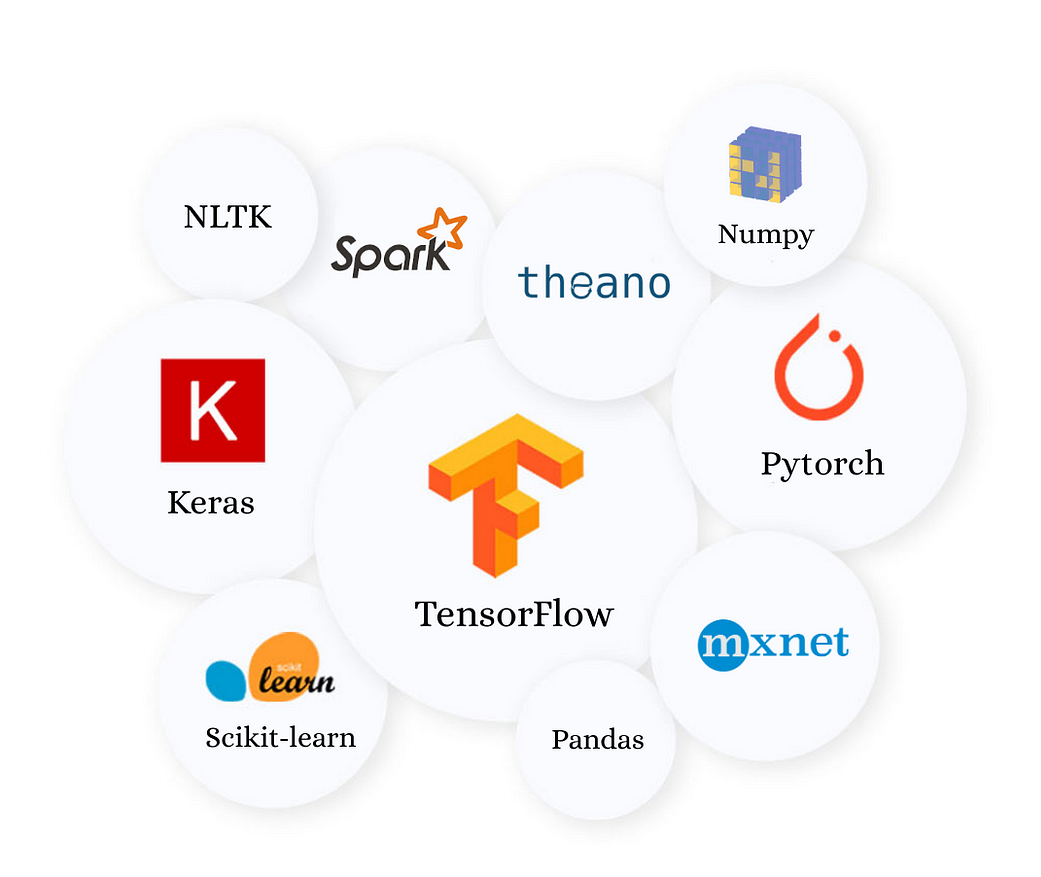 NLTK
Spark
theano
Numpy
K
Keras
TensorFlow
Pytorch
scikit
learn
Scikit-learn
Pandas
mxnet